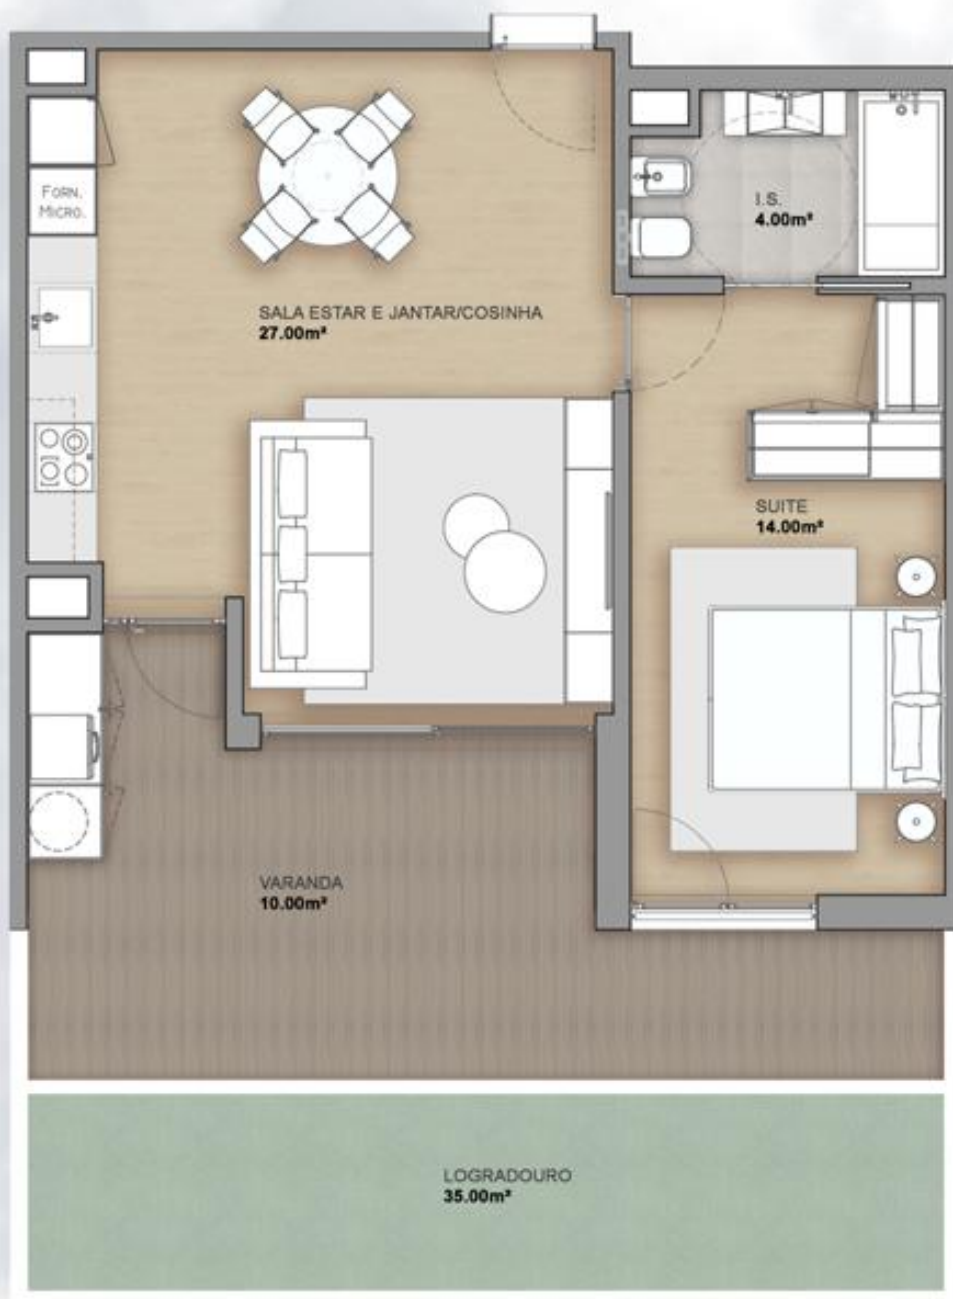 FORN.
MICRO.
I.S.
4.00m²
SALA ESTAR E JANTAR/COSINHA
27.00m²
SUITE
14.00m²
VARANDA
10.00m²
LOGRADOURO
35.00m²